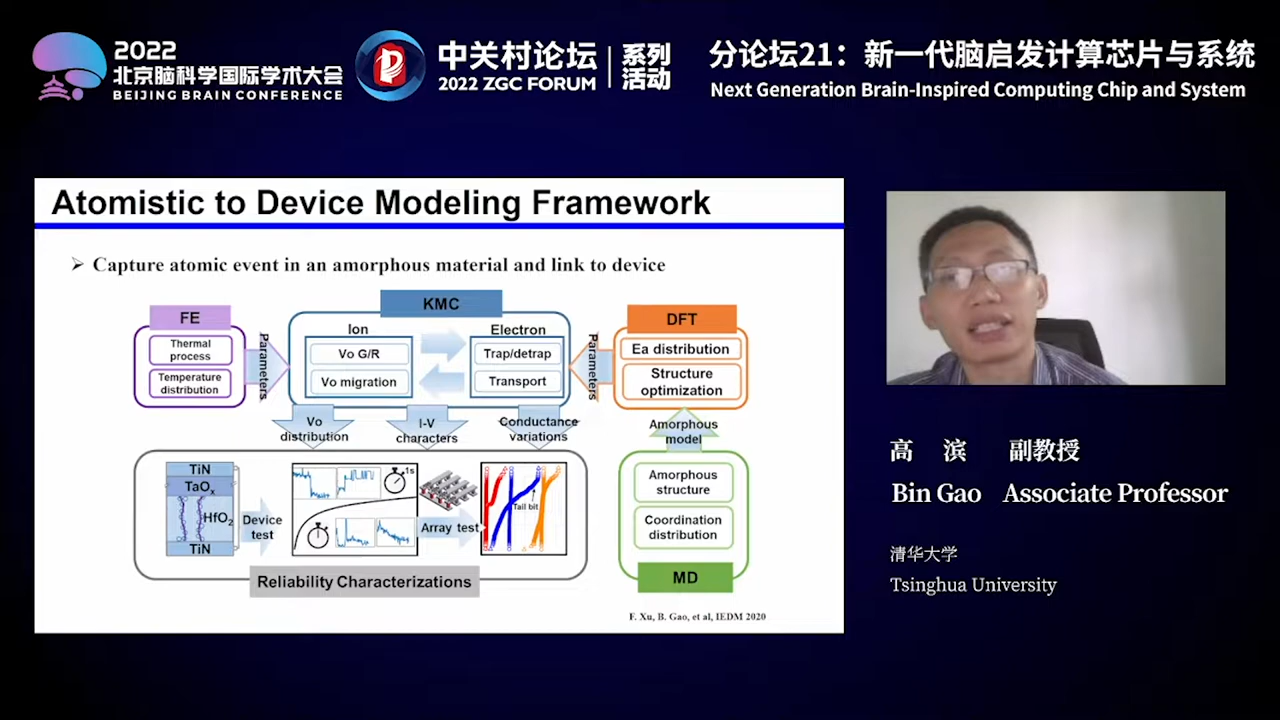 2022
北京脑科学国际学术大会
BEIJING BRAIN CONFERENCE
中关村论坛
2022 ZGC FORUM
系列
活动
分论坛21：新一代脑启发计算芯片与系统
Next Generation Brain-Inspired Computing Chip and System
Atomistic to Device Modeling Framework
➢ Capture atomic event in an amorphous material and link to device
FE
Thermal
process
Temperature
distribution
Parameters
KMC
Ion
Electron
Vo G/R
Vo migration
Trap/detrap
Transport
Parameters
DFT
Ea distribution
Structure
optimization
Vo
distribution
I-V
characters
Conductance
variations
Amorphous
model
TiN
TaOx
HfO2
TiN
Device
test
1s
Array test
Tail bit
Reliability Characterizations
Amorphous
structure
Coordination
distribution
MD
F. Xu, B. Gao, et al, IEDM 2020
高 滨 副教授
Bin Gao Associate Professor
清华大学
Tsinghua University